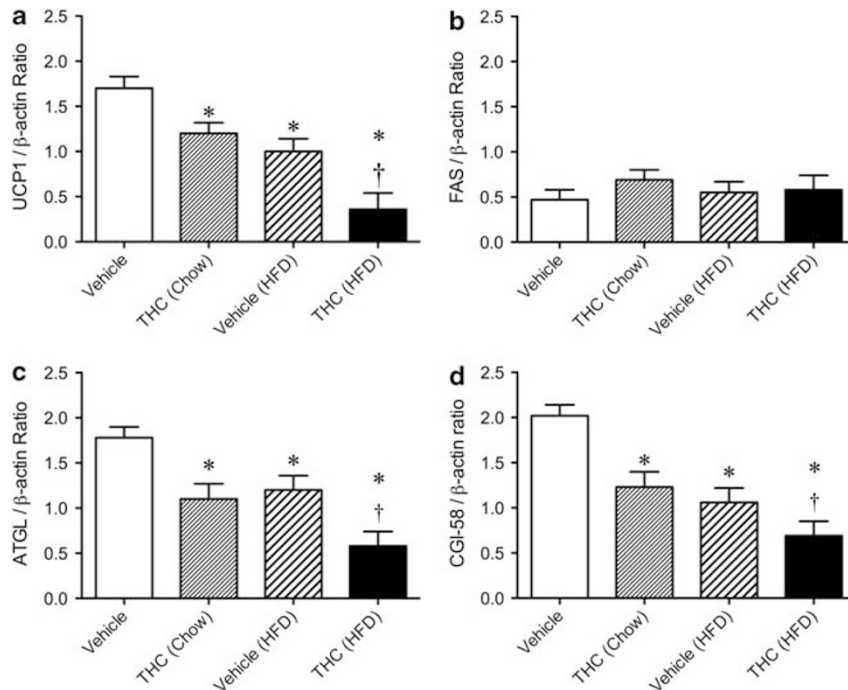 a
UCP1 / β-actin Ratio
2.5
2.0
1.5
1.0
0.5
0.0
*
*
*
†
Vehicle
THC (Chow)
Vehicle (HFD)
THC (HFD)
b
FAS / β-actin Ratio
2.5
2.0
1.5
1.0
0.5
0.0
Vehicle
THC (Chow)
Vehicle (HFD)
THC (HFD)
c
ATGL / β-actin Ratio
2.5
2.0
1.5
1.0
0.5
0.0
*
*
*
†
Vehicle
THC (Chow)
Vehicle (HFD)
THC (HFD)
d
CGI-58 / β-actin ratio
2.5
2.0
1.5
1.0
0.5
0.0
*
*
*
†
Vehicle
THC (Chow)
Vehicle (HFD)
THC (HFD)